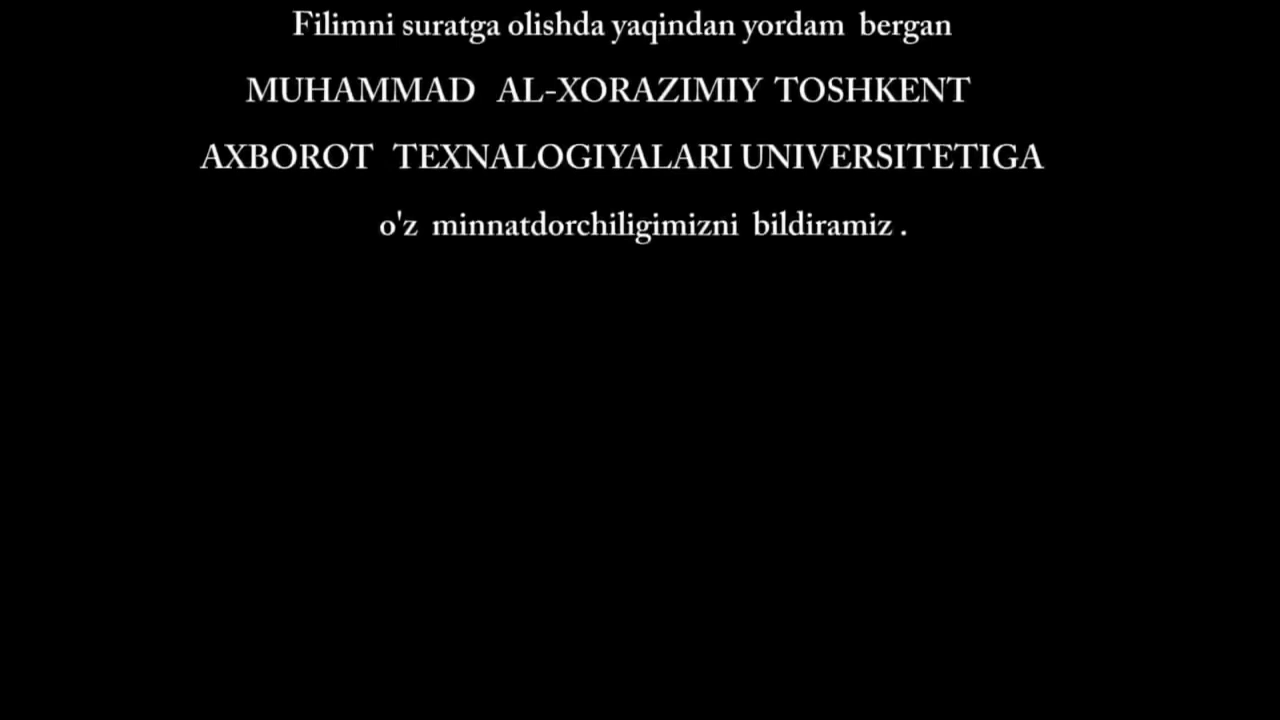 Filimni suratga olishda yaqindan yordam bergan
MUHAMMAD AL-XORAZIMIY TOSHKENT
AXBOROT TEXNALOGIYALARI UNIVERSITETIGA
o'z minnatdorchiligimizni bildiramiz .